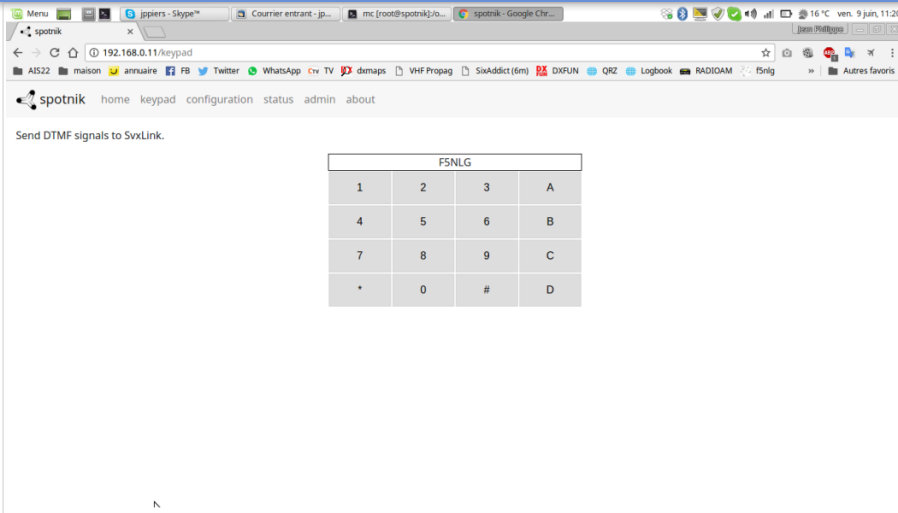 Menu jppiers - Skype™ Courrier entrant - jp... mc [root@spotnik]:/o... spotnik - Google Chr... 16 °C ven. 9 juin, 11:20
spotnik × Jean Philippe
192.168.0.11/keypad
AIS22 maison annuaire FB Twitter WhatsApp TV dxmaps VHF Propag SixAddict (6m) DXFUN QRZ Logbook RADIOAM f5nlg » Autres favoris
spotnik home keypad configuration status admin about
Send DTMF signals to SvxLink.
F5NLG
1 2 3 A
4 5 6 B
7 8 9 C
* 0 # D